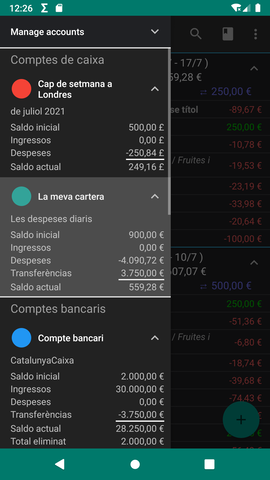 12:26 Σ
Manage accounts
Comptes de caixa
Cap de setmana a
Londres
de juliol 2021
Saldo inicial 500,00 £
Ingressos 0,00 £
Despeses -250,84 £
Saldo actual 249,16 £
La meva cartera
Les despeses diaris
Saldo inicial 900,00 €
Ingressos 0,00 €
Despeses -4.090,72 €
Transferències 3.750,00 €
Saldo actual 559,28 €
Comptes bancaris
Compte bancari
CatalunyaCaixa
Saldo inicial 2.000,00 €
Ingressos 30.000,00 €
Despeses 0,00 €
Transferències -3.750,00 €
Saldo actual 28.250,00 €
Total eliminat 2.000,00 €
- 17/7 )
59,28 €
250,00 €
se títol -89,67 €
250,00 €
-10,78 €
/ Fruites i
-19,53 €
-23,19 €
-33,98 €
-20,64 €
-100,00 €
- 10/7 )
607,07 €
500,00 €
250,00 €
-51,36 €
/ Fruites i
-6,80 €
-18,74 €
-39,68 €
-74,43 €
+